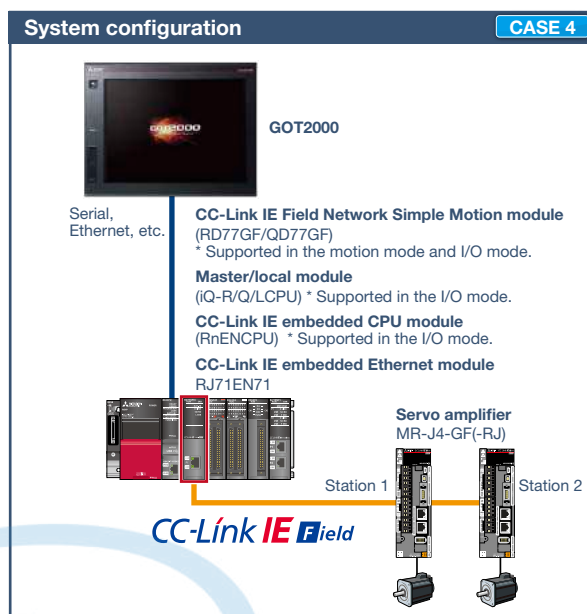 System configuration
CASE 4
GOT2000
GOT2000
Serial,
Ethernet, etc.
CC-Link IE Field Network Simple Motion module
(RD77GF/QD77GF)
* Supported in the motion mode and I/O mode.
Master/local module
(iQ-R/Q/LCPU) * Supported in the I/O mode.
CC-Link IE embedded CPU module
(RnENCPU) * Supported in the I/O mode.
CC-Link IE embedded Ethernet module
RJ71EN71
Servo amplifier
MR-J4-GF(-RJ)
Station 1
Station 2
CC-Link IE Field